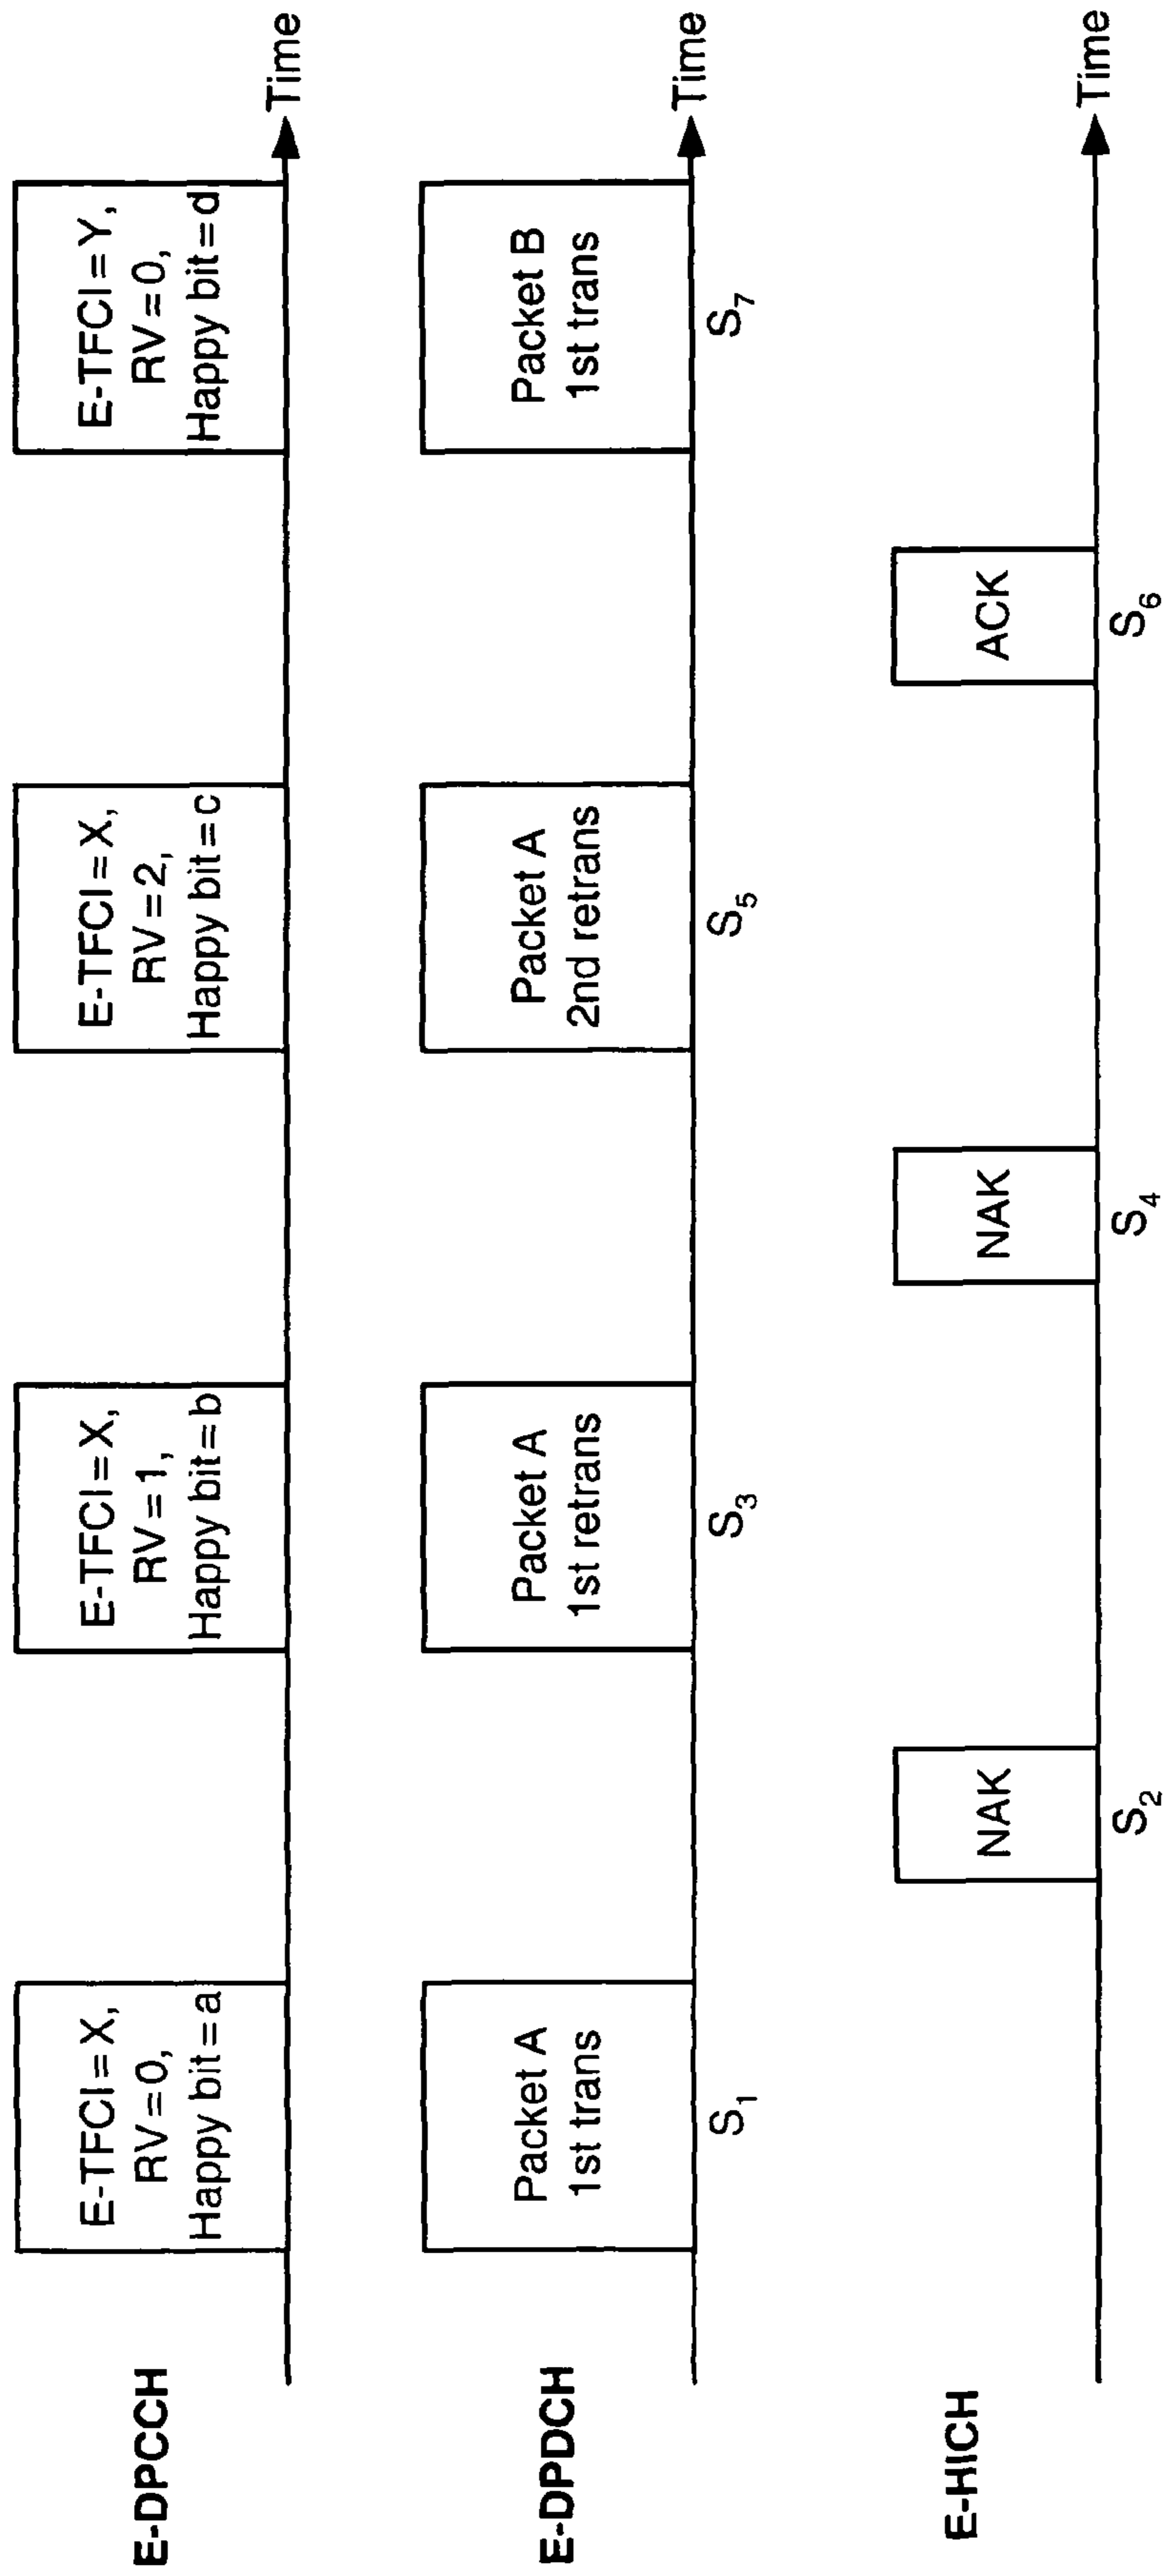 E-DPCCH
E-TFCI=X,
RV=0,
Happy bit=a
E-TFCI=X,
RV=1,
Happy bit=b
E-TFCI=X,
RV=2,
Happy bit=c
E-TFCI=Y,
RV=0,
Happy bit=d
Time
E-DPDCH
Packet A
1st trans
S1
Packet A
1st retrans
S3
Packet A
2nd retrans
S5
Packet B
1st trans
S7
Time
E-HICH
NAK
S2
NAK
S4
ACK
S6
Time